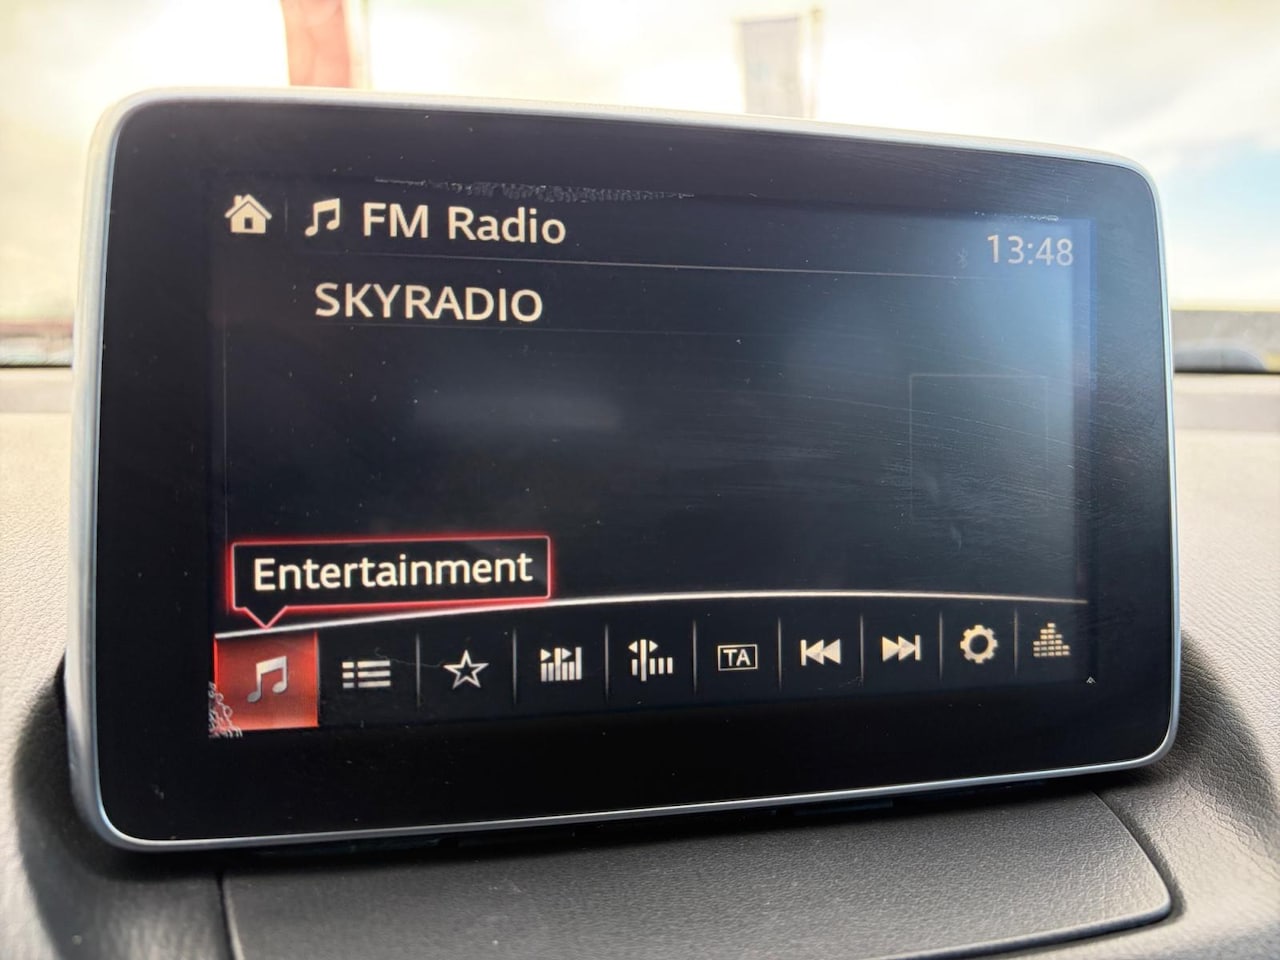 FM Radio
13:48
SKYRADIO
Entertainment
TA